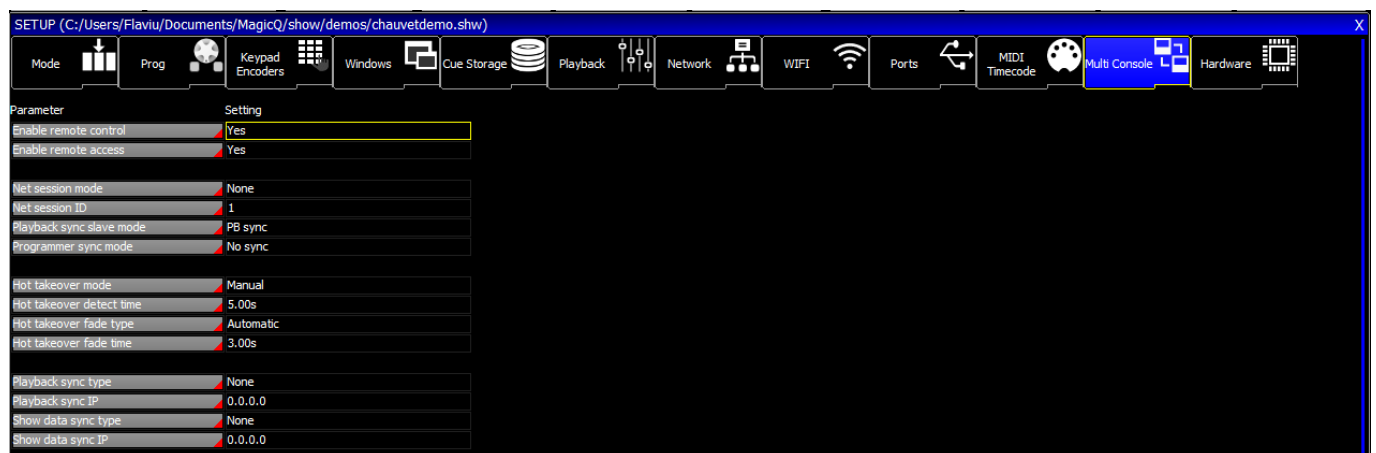 SETUP (C:/Users/Flaviu/Documents/MagicQ/show/demos/chauvetdemo.shw) X
Mode Prog Keypad Encoders Windows Cue Storage Playback Network WIFI Ports MIDI Timecode Multi Console Hardware
Parameter Setting
Enable remote control Yes
Enable remote access Yes
Net session mode None
Net session ID 1
Playback sync slave mode PB sync
Programmer sync mode No sync
Hot takeover mode Manual
Hot takeover detect time 5.00s
Hot takeover fade type Automatic
Hot takeover fade time 3.00s
Playback sync type None
Playback sync IP 0.0.0.0
Show data sync type None
Show data sync IP 0.0.0.0